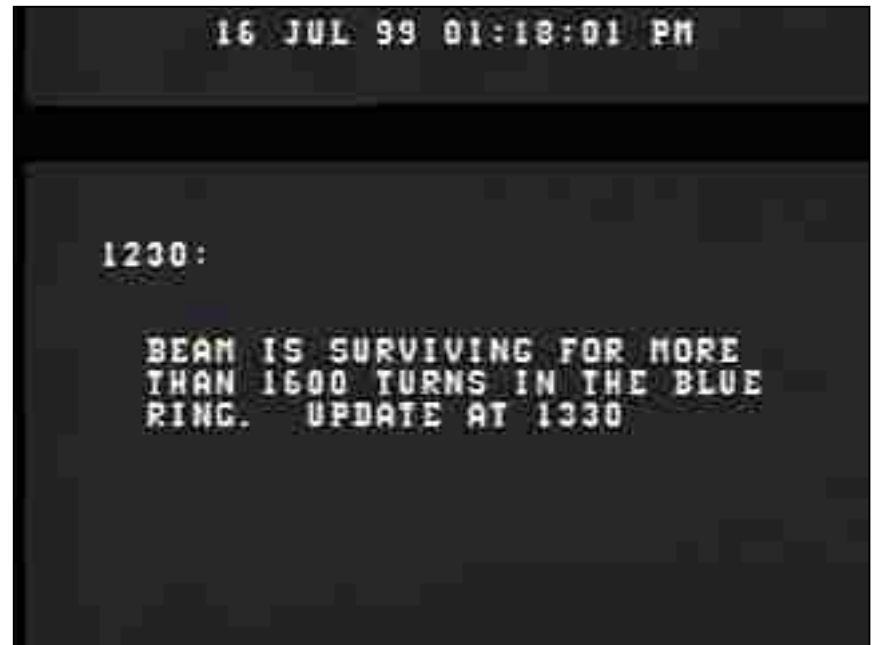 16 JUL 99 01:18:01 PM
1230:
BEAM IS SURVIVING FOR MORE
THAN 1600 TURNS IN THE BLUE
RING. UPDATE AT 1330